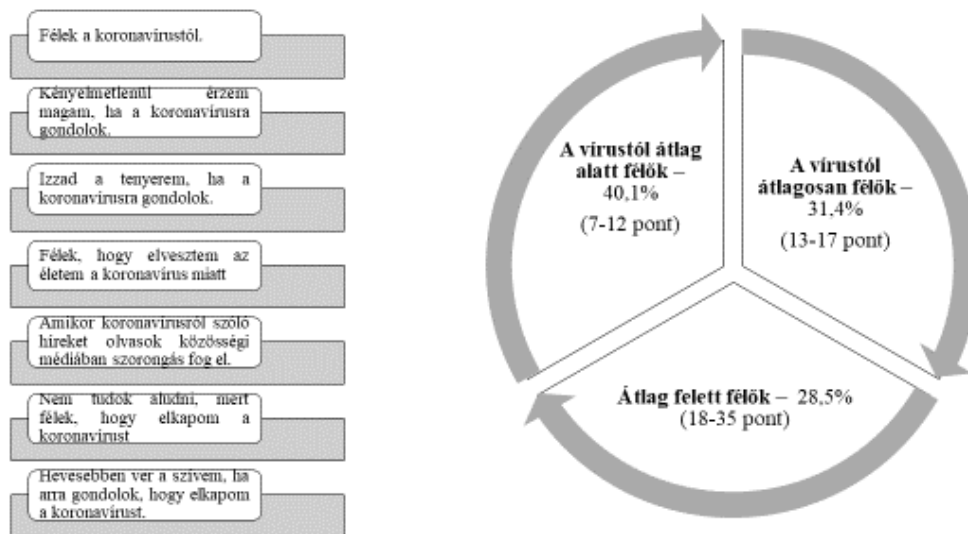 Félek a koronavírustól.
Kényelmetlenül érzem
magam, ha a koronavírusra
gondolok.
Izzad a tenyerem, ha a
koronavírusra gondolok.
Félek, hogy elvesztem az
életem a koronavírus miatt
Amikor koronavírusról szóló
híreket olvasok közösségi
médiában szorongás fog el.
Nem tudok aludni, mert
félek, hogy elkapom a
koronavírust
Hevesebben ver a szívem, ha
arra gondolok, hogy elkapom
a koronavírust.
A vírustól átlag
alatt félők –
40,1%
(7-12 pont)
A vírustól
átlagosan félők –
31,4%
(13-17 pont)
Átlag felett félők – 28,5%
(18-35 pont)